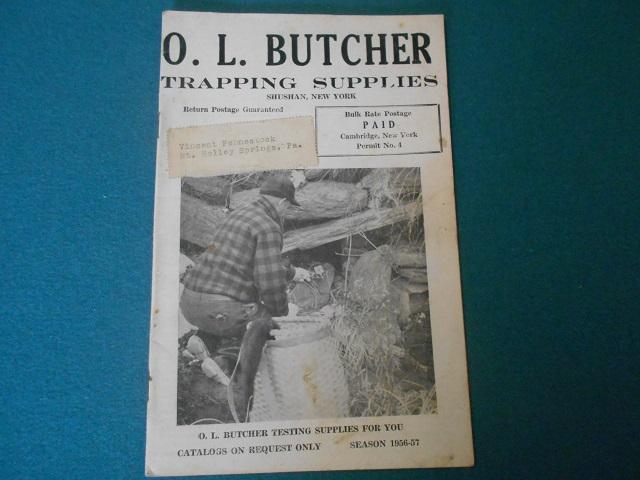 O. L. BUTCHER
TRAPPING SUPPLIES
SHUSHAN, NEW YORK
Return Postage Guaranteed
Bulk Rate Postage
PAID
Cambridge, New York
Permit No. 4
Vincent Fahnestock
Mt. Holley Springs, Pa.
O. L. BUTCHER TESTING SUPPLIES FOR YOU
CATALOGS ON REQUEST ONLY SEASON 1956-57